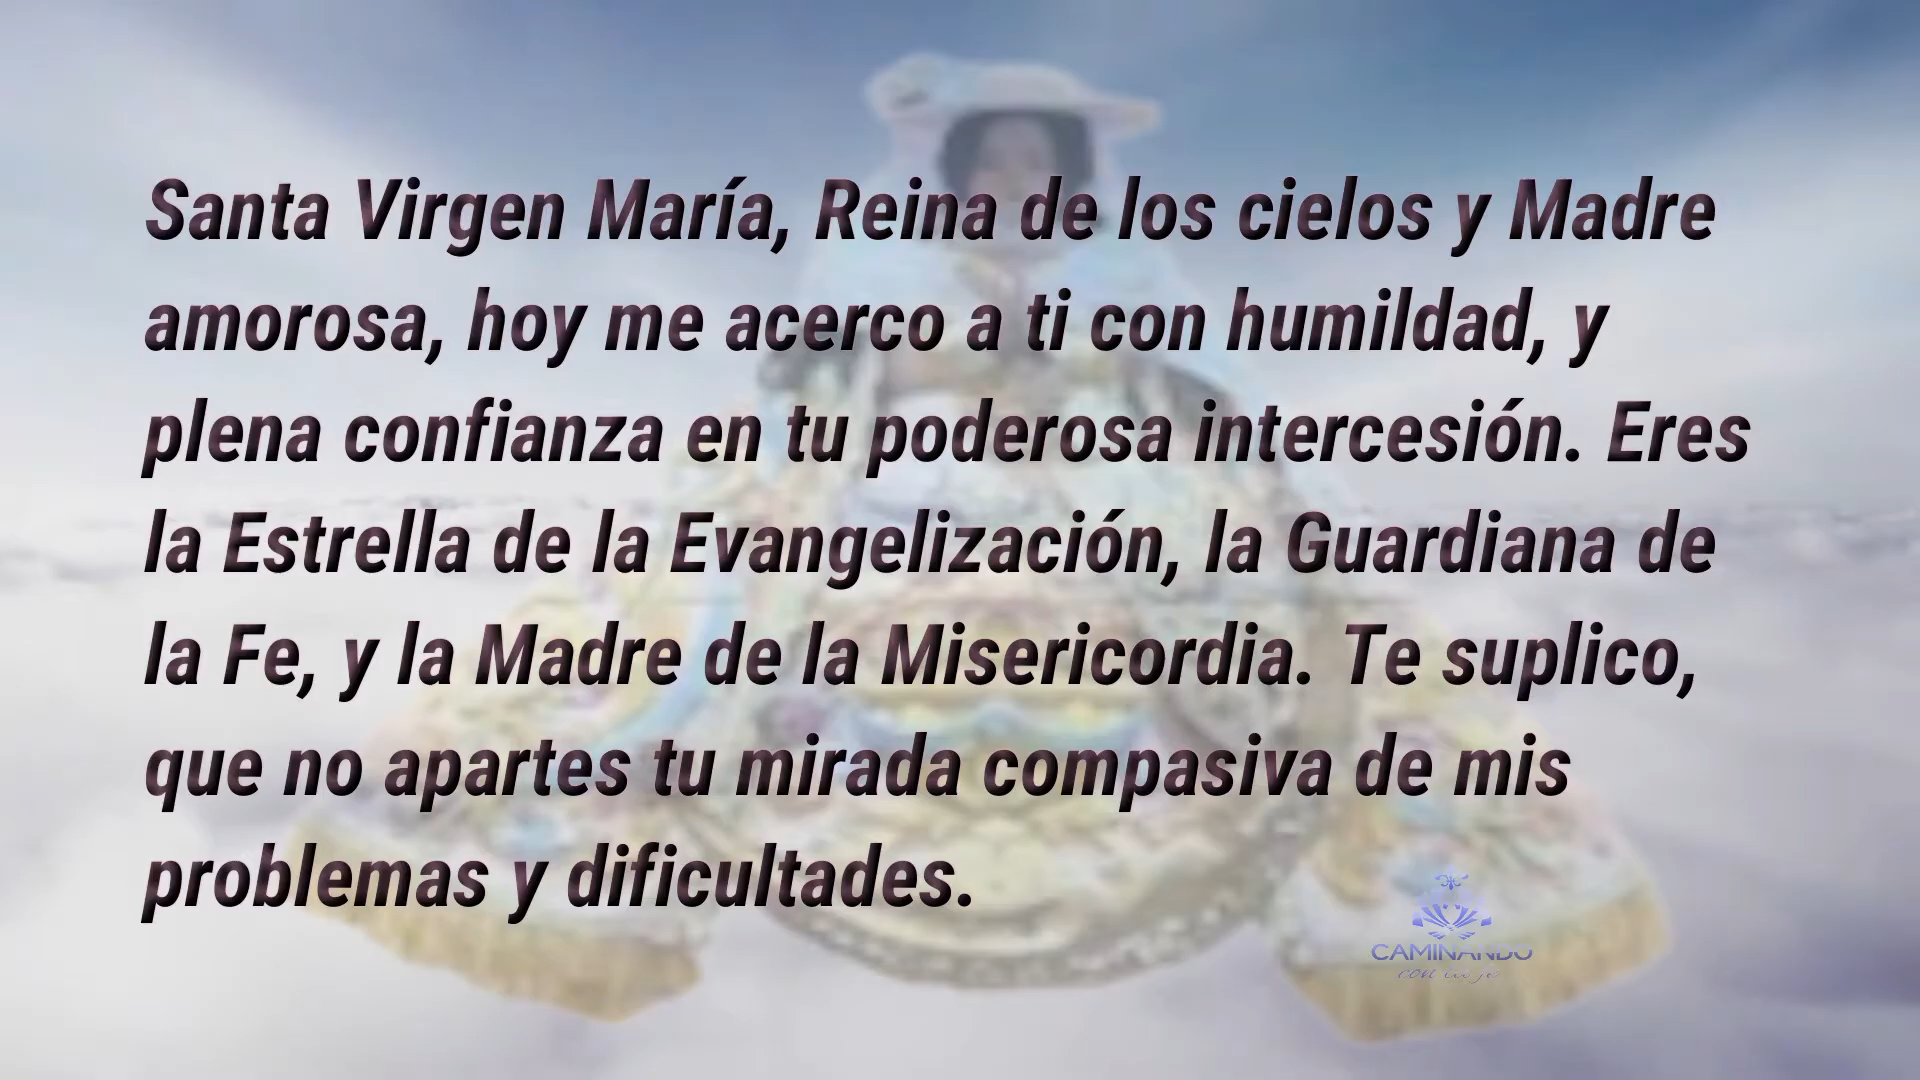 Santa Virgen María, Reina de los cielos y Madre
amorosa, hoy me acerco a ti con humildad, y
plena confianza en tu poderosa intercesión. Eres
la Estrella de la Evangelización, la Guardiana de
la Fe, y la Madre de la Misericordia. Te suplico,
que no apartes tu mirada compasiva de mis
problemas y dificultades.
CAMINANDO
con